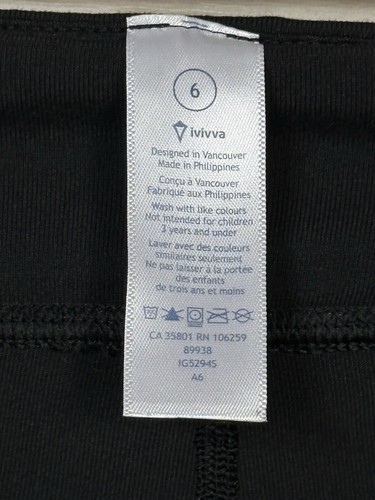 6
ivivva
Designed in Vancouver
Made in Philippines
Conçu à Vancouver
Fabriqué aux Philippines
Wash with like colours
Not intended for children
3 years and under
Laver avec des couleurs
similaires seulement
Ne pas laisser à la portée
des enfants
de trois ans et moins
CA 35801 RN 106259
89938
IG5294S
A6